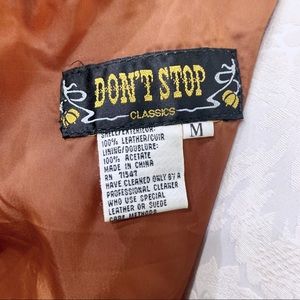 DON'T STOP
CLASSICS
M
SHELL/EXTERIOR:
100% LEATHER/CUIR
LINING/DOUBLURE:
100% ACETATE
MADE IN CHINA
RN 71547
HAVE CLEANED ONLY BY A
PROFESSIONAL CLEANER
WHO USE SPECIAL
LEATHER OR SUEDE
CARE METHODS